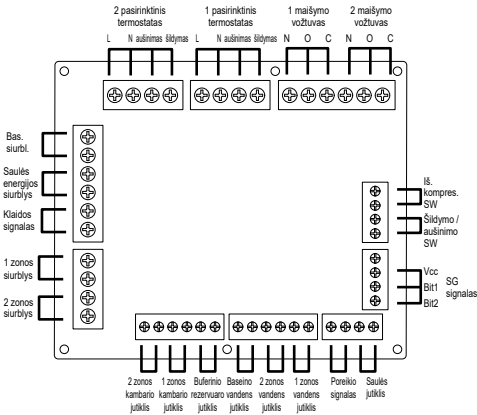 2 pasirinktinis
termostatas
1 pasirinktinis
termostatas
1 maišymo
vožtuvas
2 maišymo
vožtuvas
L N aušinimas šildymas
L N aušinimas šildymas
N O C
N O C
Bas.
siurbl.
Saulės
energijos
siurblys
Klaidos
signalas
1 zonos
siurblys
2 zonos
siurblys
Iš.
kompres.
SW
Šildymo /
aušinimo
SW
Vcc
Bit1
Bit2
SG
signalas
2 zonos
kambario
jutiklis
1 zonos
kambario
jutiklis
Buferinio
rezervuaro
jutiklis
Baseino
vandens
jutiklis
2 zonos
vandens
jutiklis
1 zonos
vandens
jutiklis
Poreikio
signalas
Saulės
jutiklis